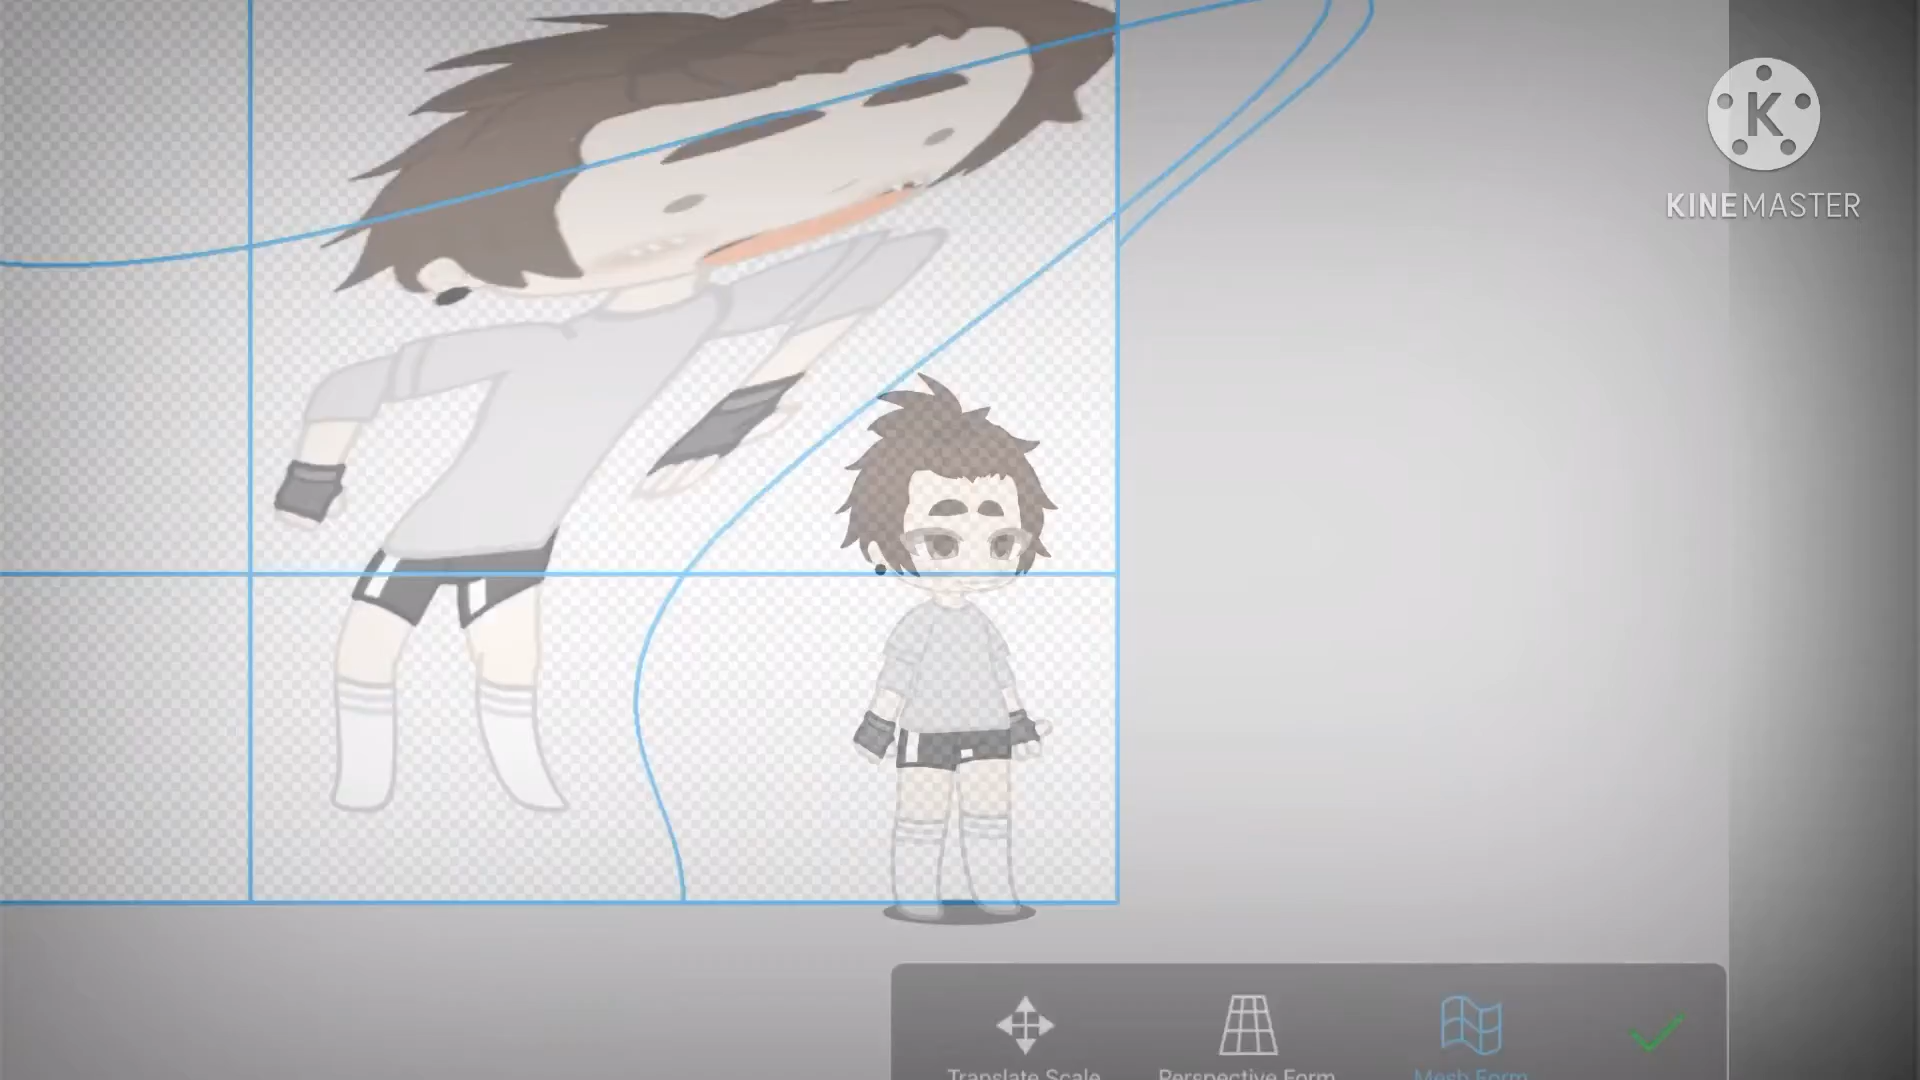 K
KINEMASTER
Translate Scale
Perspective Form
Mesh Form